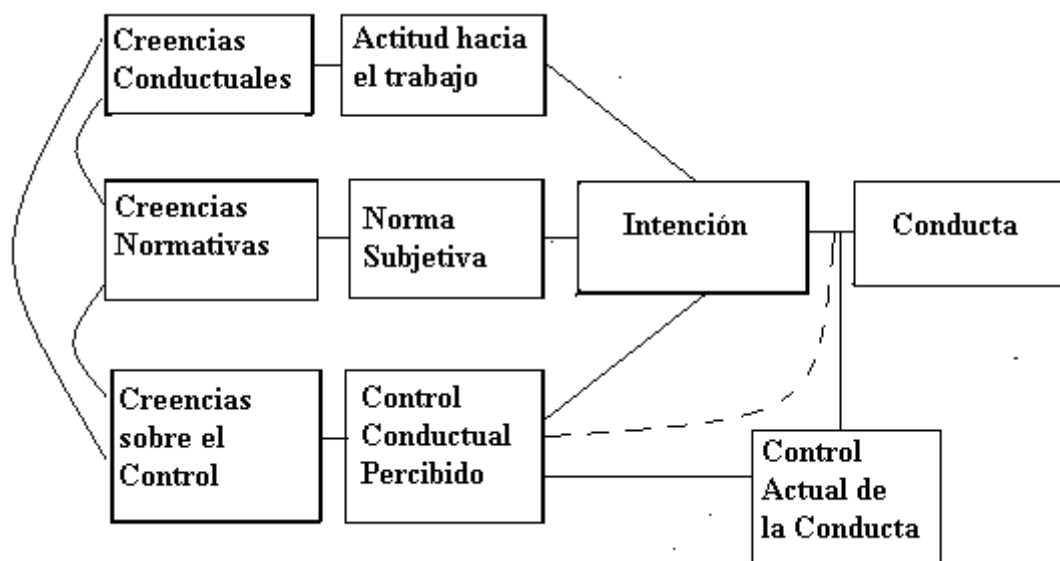 Creencias
Conductuales
Actitud hacia
el trabajo
Creencias
Normativas
Norma
Subjetiva
Intención
Conducta
Creencias
sobre el
Control
Control
Conductual
Percibido
Control
Actual de
la Conducta